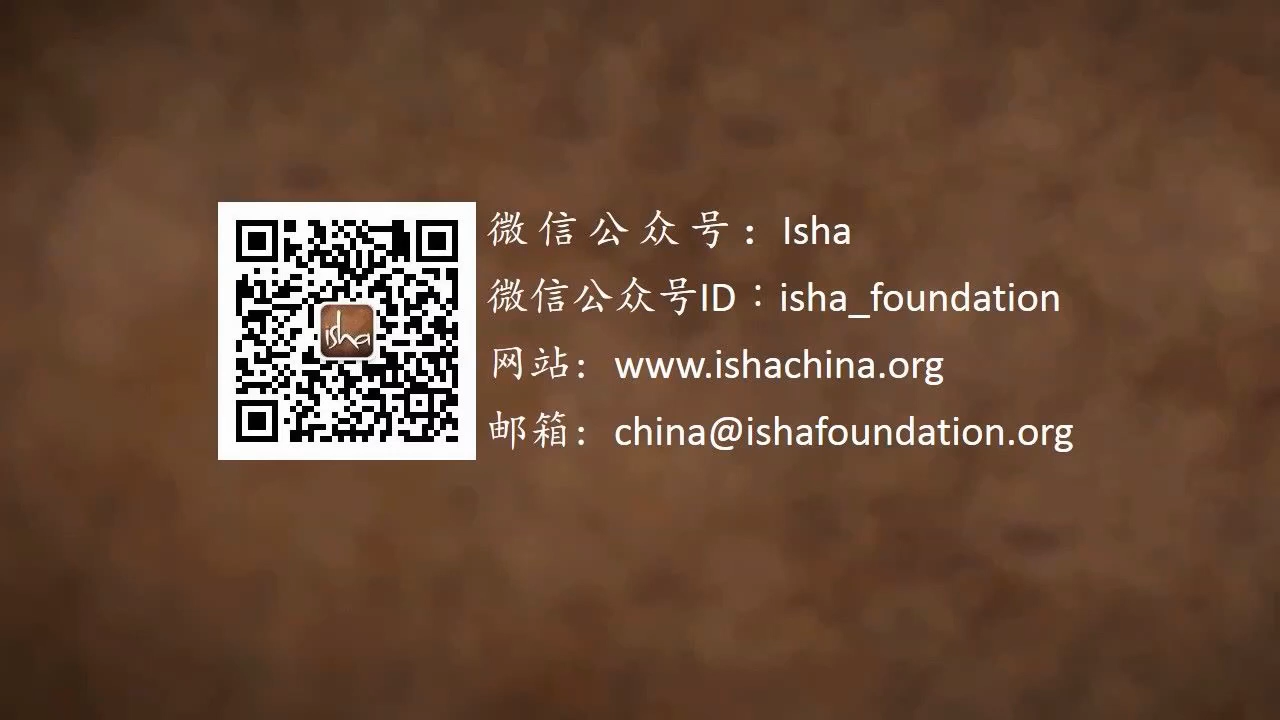 微信公众号：Isha
微信公众号ID：isha_foundation
网站：www.ishachina.org
邮箱：china@ishafoundation.org
isha